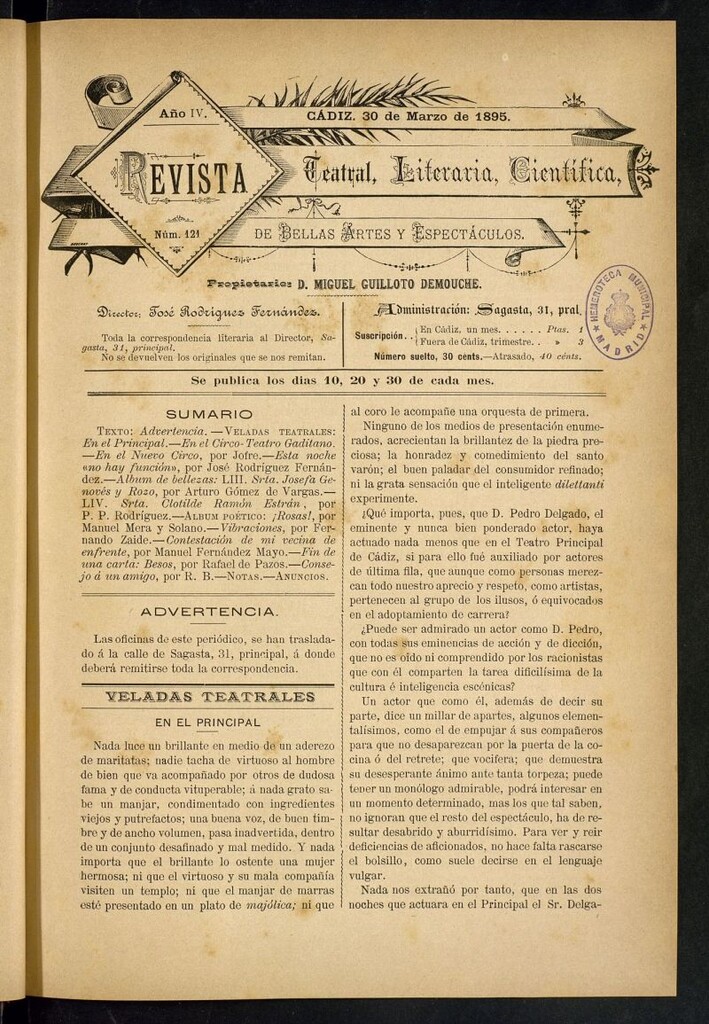 Año IV.
CÁDIZ. 30 de Marzo de 1895.
REVISTA
Teatral, Literaria, Científica,
Núm. 121
DE BELLAS ARTES Y ESPECTÁCULOS.
Propietario: D. MIGUEL GUILLOTO DEMOUCHE.
Director: José Rodríguez Fernández.
Toda la correspondencia literaria al Director, Sa-
gasta, 31, principal.
No se devuelven los originales que se nos remitan.
Administración: Sagasta, 31, pral.
Suscripción..
En Cádiz, un mes. . . . . . Ptas. 1
Fuera de Cádiz, trimestre. . » 3
Número suelto, 30 cénts.—Atrasado, 40 cénts.
HEMEROTECA MUNICIPAL
MADRID
Se publica los días 10, 20 y 30 de cada mes.
SUMARIO
TEXTO: Advertencia.—VELADAS TEATRALES:
En el Principal.—En el Circo-Teatro Gaditano.
—En el Nuevo Circo, por Jofre.—Esta noche
«no hay función», por José Rodríguez Fernán-
dez.—Album de bellezas: LIII. Srta. Josefa Ge-
novés y Rozo, por Arturo Gómez de Vargas.—
LIV. Srta. Clotilde Ramón Estrán, por
P. P. Rodríguez.—ALBUM POÉTICO: ¡Rosas!, por
Manuel Mera y Solano.—Vibraciones, por Fer-
nando Zaide.—Contestación de mi vecina de
enfrente, por Manuel Fernández Mayo.—Fin de
una carta: Besos, por Rafael de Pazos.—Conse-
jo á un amigo, por R. B.—NOTAS.—ANUNCIOS.
ADVERTENCIA.
Las oficinas de este periódico, se han traslada-
do á la calle de Sagasta, 31, principal, á donde
deberá remitirse toda la correspondencia.
VELADAS TEATRALES
EN EL PRINCIPAL
Nada luce un brillante en medio de un aderezo
de maritatas; nadie tacha de virtuoso al hombre
de bien que va acompañado por otros de dudosa
fama y de conducta vituperable; á nada grato sa-
be un manjar, condimentado con ingredientes
viejos y putrefactos; una buena voz, de buen tim-
bre y de ancho volumen, pasa inadvertida, dentro
de un conjunto desafinado y mal medido. Y nada
importa que el brillante lo ostente una mujer
hermosa; ni que el virtuoso y su mala compañía
visiten un templo; ni que el manjar de marras
esté presentado en un plato de majólica; ni que
al coro le acompañe una orquesta de primera.
Ninguno de los medios de presentación enume-
rados, acrecientan la brillantez de la piedra pre-
ciosa; la honradez y comedimiento del santo
varón; el buen paladar del consumidor refinado;
ni la grata sensación que el inteligente dilettanti
experimente.
¡Qué importa, pues, que D. Pedro Delgado, el
eminente y nunca bien ponderado actor, haya
actuado nada menos que en el Teatro Principal
de Cádiz, si para ello fué auxiliado por actores
de última fila, que aunque como personas merez-
can todo nuestro aprecio y respeto, como artistas,
pertenecen al grupo de los ilusos, ó equivocados
en el adoptamiento de carrera?
¿Puede ser admirado un actor como D. Pedro,
con todas sus eminencias de acción y de dicción,
que no es oído ni comprendido por los racionistas
que con él comparten la tarea dificilísima de la
cultura é inteligencia escénicas?
Un actor que como él, además de decir su
parte, dice un millar de apartes, algunos elemen-
talísimos, como el de empujar á sus compañeros
para que no desaparezcan por la puerta de la co-
cina ó del retrete; que vocifera; que demuestra
su desesperante ánimo ante tanta torpeza; puede
tener un monólogo admirable, podrá interesar en
un momento determinado, mas los que tal saben,
no ignoran que el resto del espectáculo, ha de re-
sultar desabrido y aburridísimo. Para ver y reir
deficiencias de aficionados, no hace falta rascarse
el bolsillo, como suele decirse en el lenguaje
vulgar.
Nada nos extrañó por tanto, que en las dos
noches que actuara en el Principal el Sr. Delga-